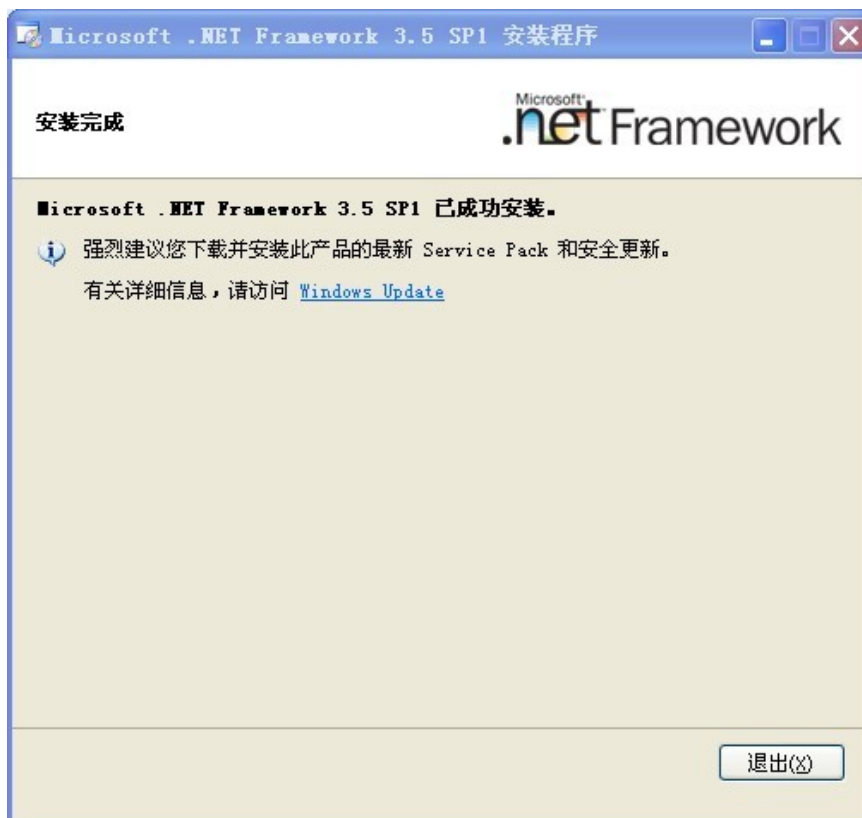 Microsoft .NET Framework 3.5 SP1 安装程序
安装完成
Microsoft
.net Framework
Microsoft .NET Framework 3.5 SP1 已成功安装。
强烈建议您下载并安装此产品的最新 Service Pack 和安全更新。
有关详细信息，请访问 Windows Update
退出(X)